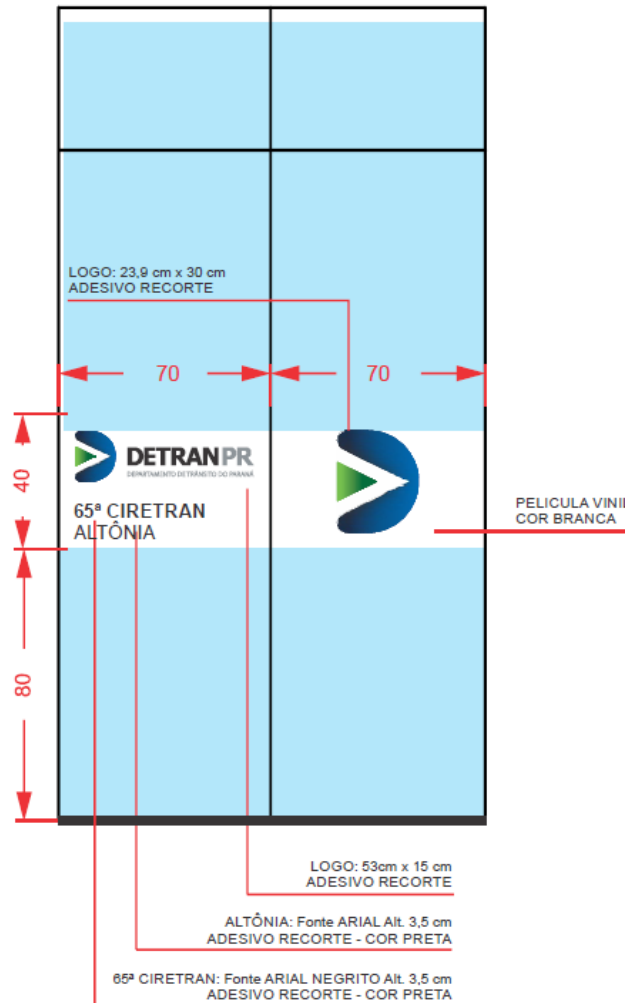 LOGO: 23,9 cm x 30 cm
ADESIVO RECORTE
70
70
40
DETRANPR
DEPARTAMENTO DE TRÂNSITO DO PARANÁ
65ª CIRETRAN
ALTÔNIA
PELICULA VINI
COR BRANCA
80
LOGO: 53cm x 15 cm
ADESIVO RECORTE
ALTÔNIA: Fonte ARIAL Alt. 3,5 cm
ADESIVO RECORTE - COR PRETA
65ª CIRETRAN: Fonte ARIAL NEGRITO Alt. 3,5 cm
ADESIVO RECORTE - COR PRETA